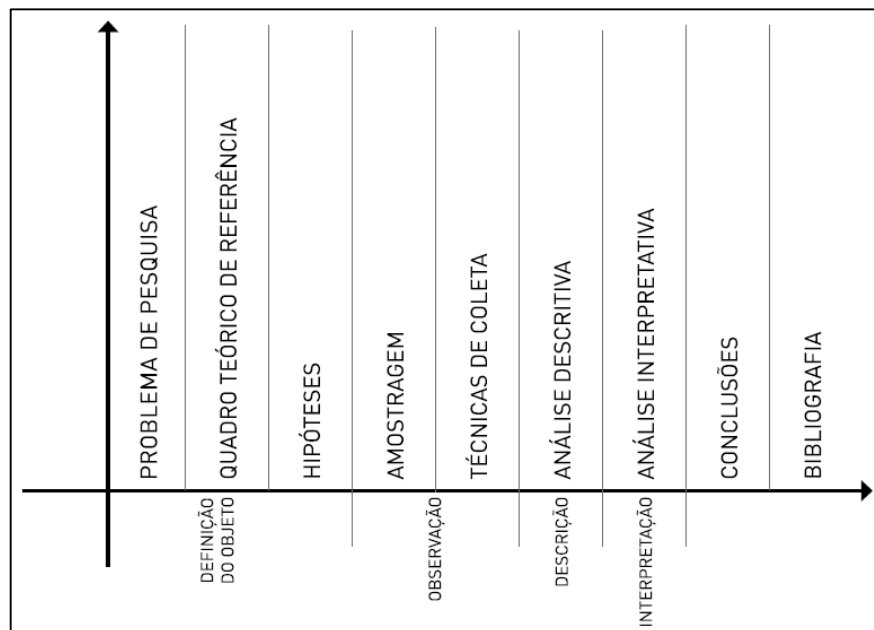 PROBLEMA DE PESQUISA
QUADRO TEÓRICO DE REFERÊNCIA
HIPÓTESES
AMOSTRAGEM
TÉCNICAS DE COLETA
ANÁLISE DESCRITIVA
ANÁLISE INTERPRETATIVA
CONCLUSÕES
BIBLIOGRAFIA
DEFINIÇÃO
DO OBJETO
OBSERVAÇÃO
DESCRIÇÃO
INTERPRETAÇÃO